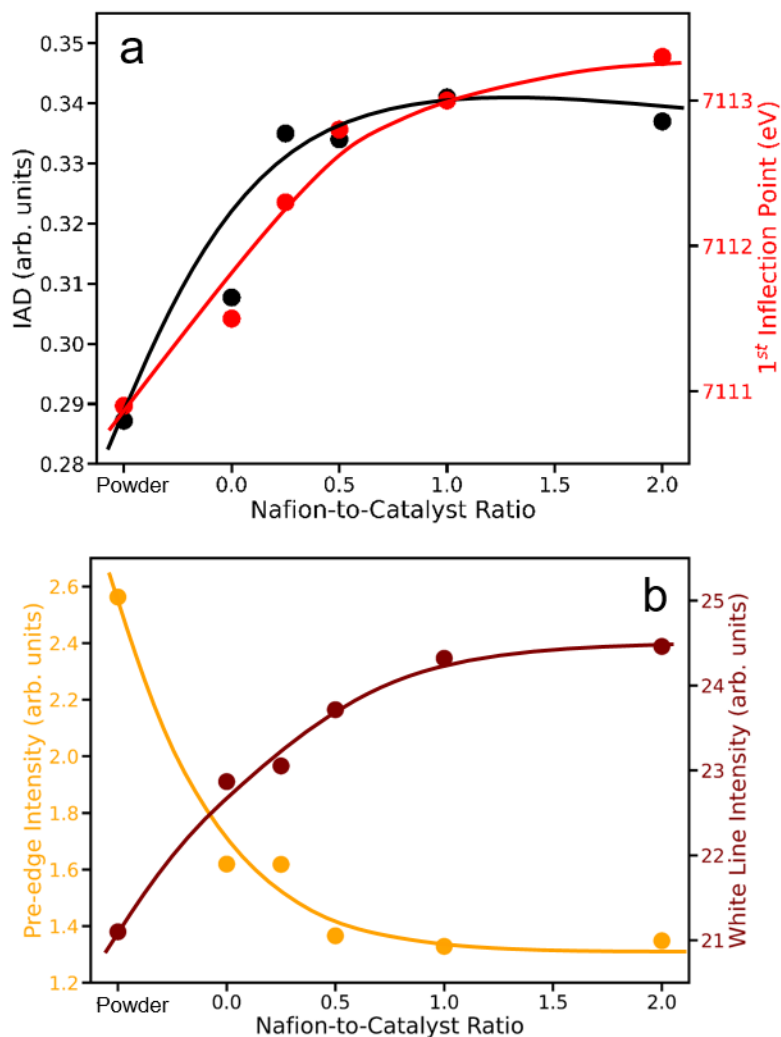 a
IAD (arb. units)
0.35
0.34
0.33
0.32
0.31
0.30
0.29
0.28
7113
7112
7111
1st Inflection Point (eV)
Powder 0.0 0.5 1.0 1.5 2.0
Nafion-to-Catalyst Ratio
b
Pre-edge Intensity (arb. units)
2.6
2.4
2.2
2.0
1.8
1.6
1.4
1.2
25
24
23
22
21
White Line Intensity (arb. units)
Powder 0.0 0.5 1.0 1.5 2.0
Nafion-to-Catalyst Ratio